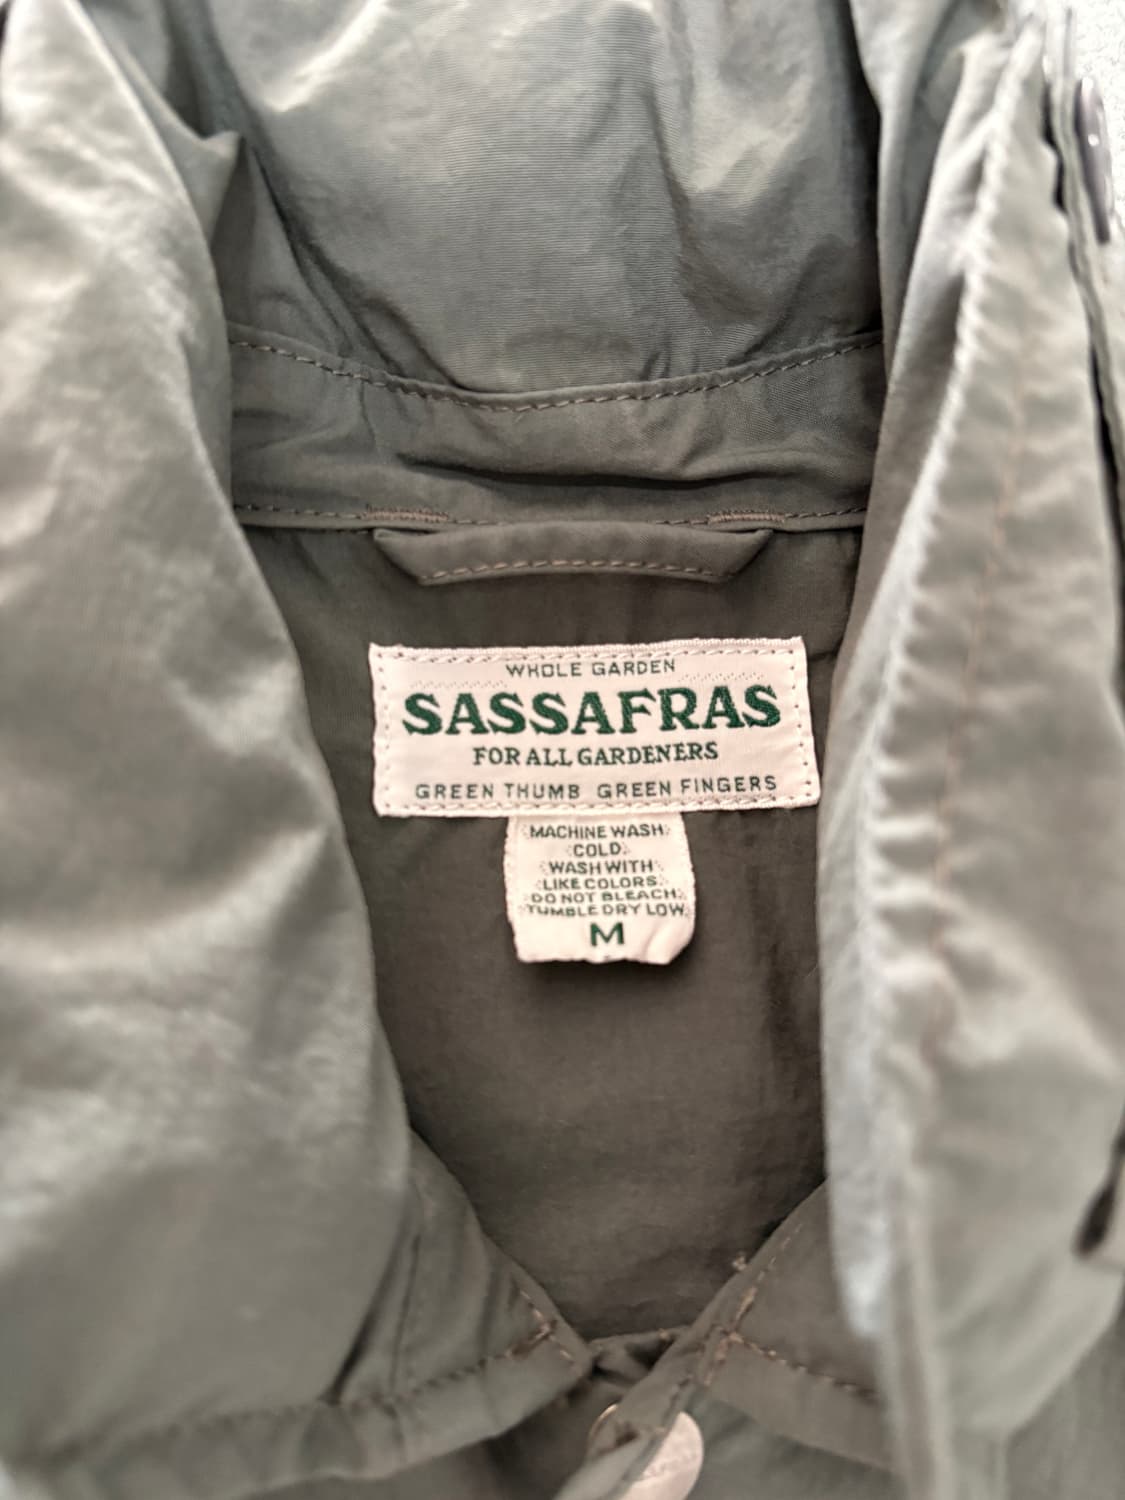 WHOLE GARDEN
SASSAFRAS
FOR ALL GARDENERS
GREEN THUMB GREEN FINGERS
MACHINE WASH
COLD
WASH WITH
LIKE COLORS
DO NOT BLEACH
TUMBLE DRY LOW
M